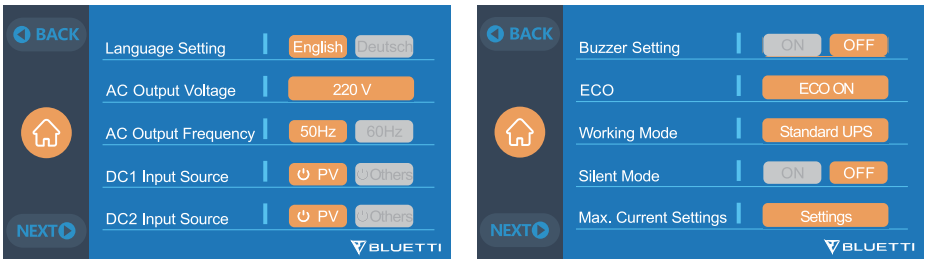 BACK
Language Setting English Deutsch
AC Output Voltage 220 V
AC Output Frequency 50Hz 60Hz
DC1 Input Source PV Others
DC2 Input Source PV Others
NEXT
BLUETTI
BACK
Buzzer Setting ON OFF
ECO ECO ON
Working Mode Standard UPS
Silent Mode ON OFF
Max. Current Settings Settings
NEXT
BLUETTI